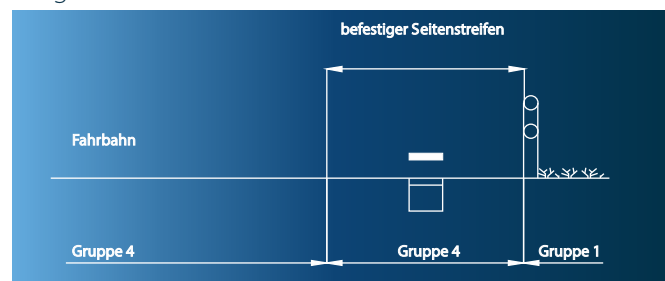 befestiger Seitenstreifen
Fahrbahn
Gruppe 4
Gruppe 4
Gruppe 1